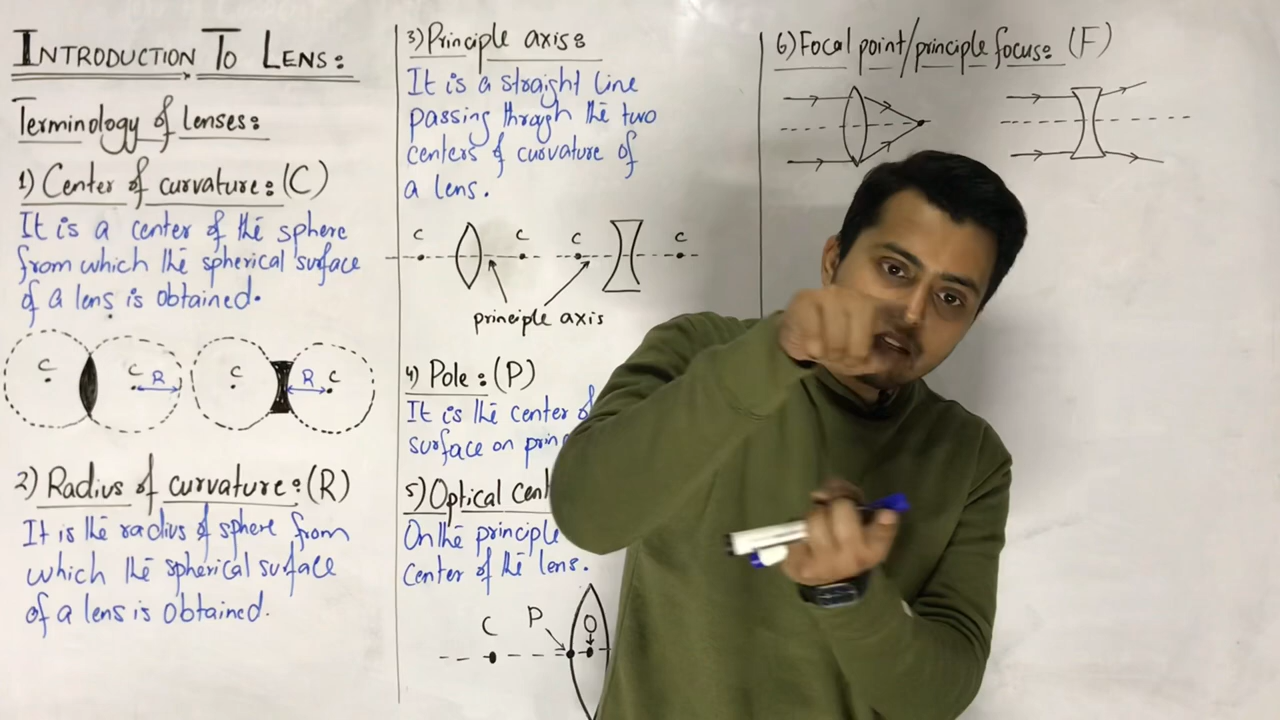 INTRODUCTION TO LENS:
Terminology of lenses:
1) Center of curvature: (C)
It is a center of the sphere
from which the spherical surface
of a lens is obtained.
C C R C R C
2) Radius of curvature: (R)
It is the radius of sphere from
which the spherical surface
of a lens is obtained.
3) Principle axis:
It is a straight line
passing through the two
centers of curvature of
a lens.
C C C C
principle axis
4) Pole: (P)
It is the center of
surface on
5) Optical
On the principle
center of the lens.
C P O
6) Focal point/principle focus: (F)